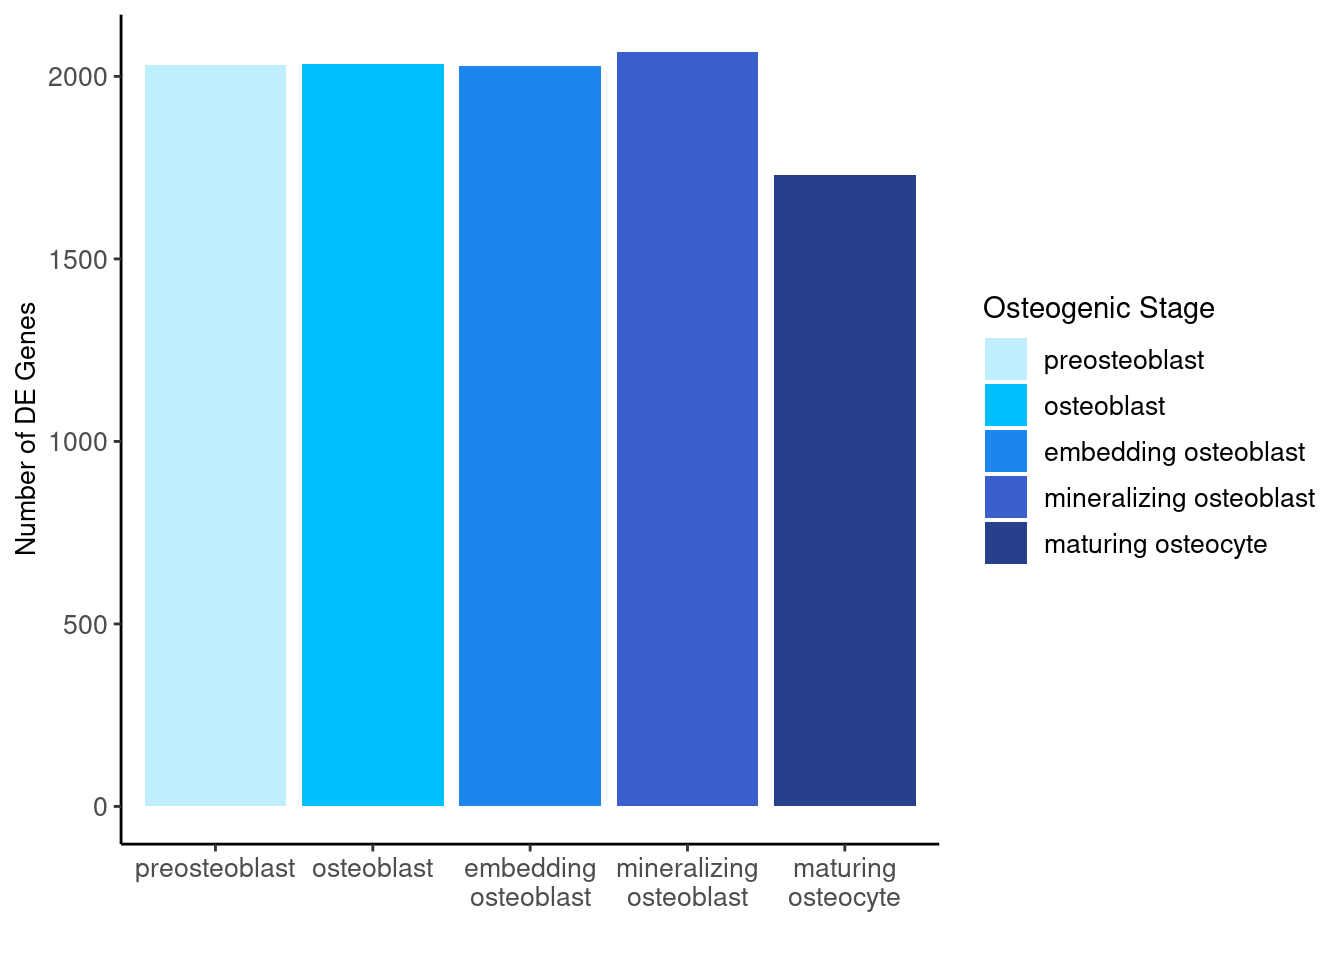 Number of DE Genes
2000
1500
1000
500
0
preosteoblast
osteoblast
embedding
osteoblast
mineralizing
osteoblast
maturing
osteocyte
Osteogenic Stage
preosteoblast
osteoblast
embedding osteoblast
mineralizing osteoblast
maturing osteocyte